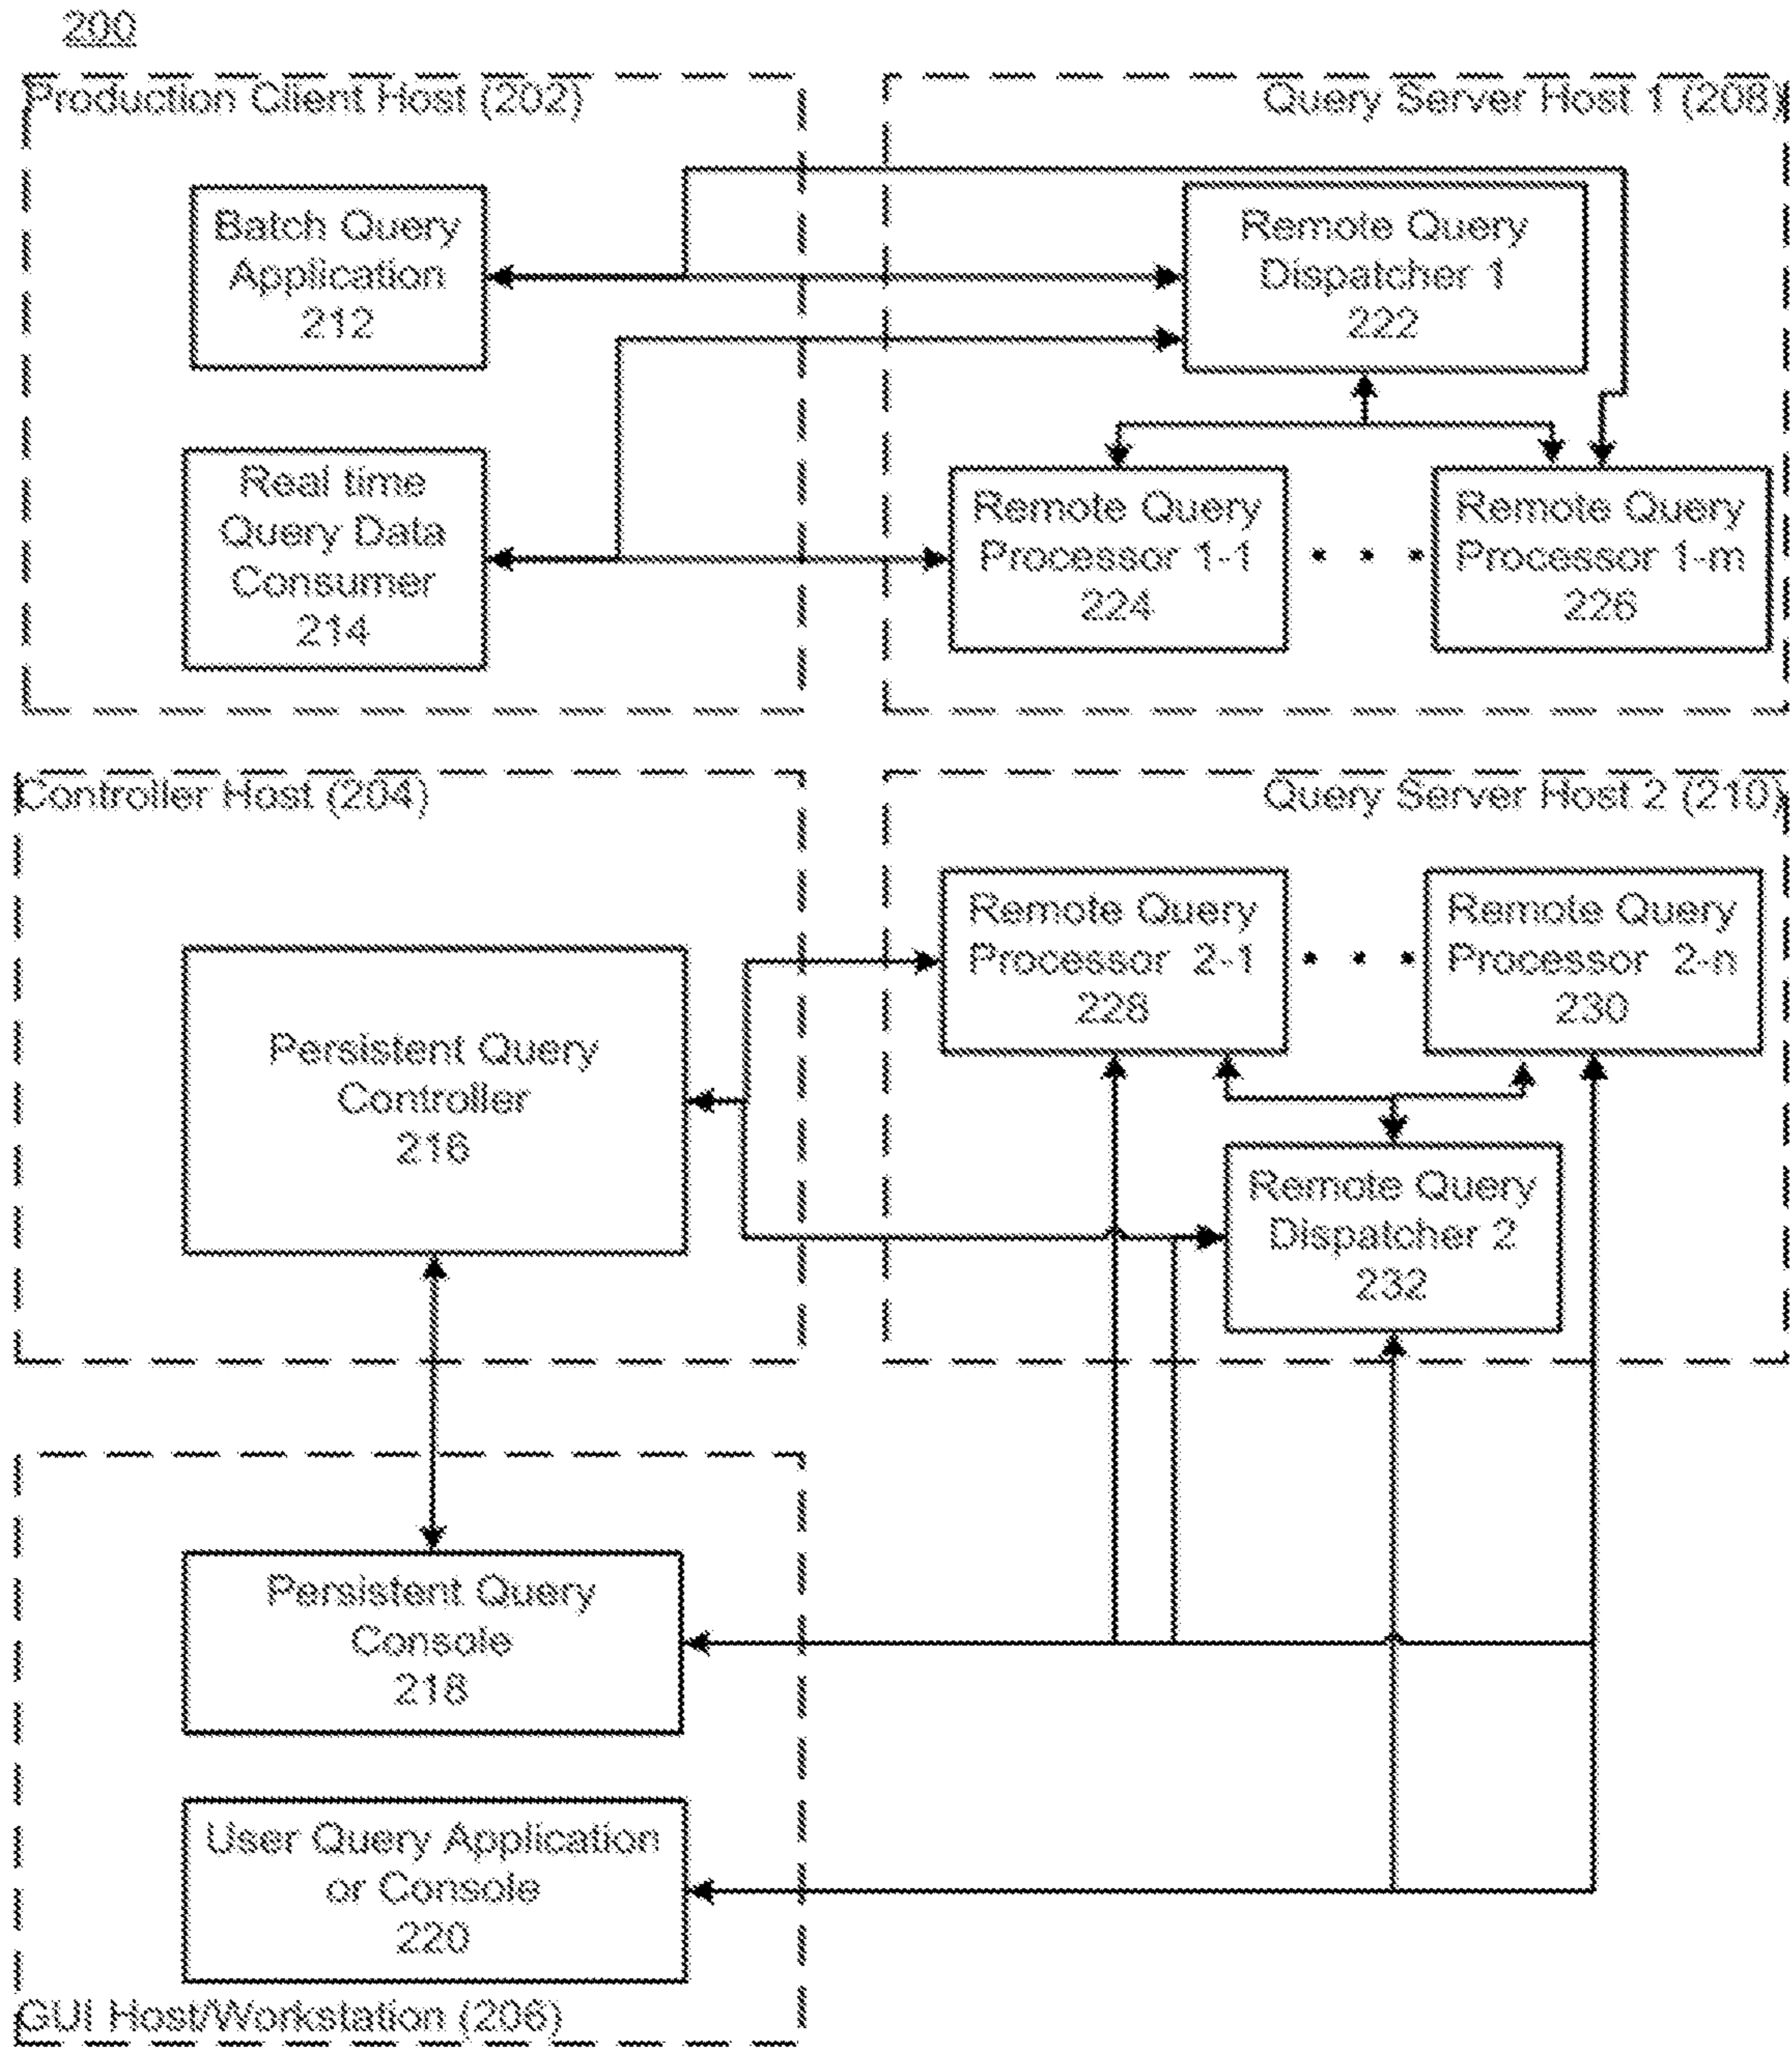 200
Production Client Host (202)
Query Server Host 1 (208)
Batch Query
Application
212
Remote Query
Dispatcher 1
222
Real time
Query Data
Consumer
214
Remote Query
Processor 1-1
224
. . .
Remote Query
Processor 1-m
226
Controller Host (204)
Query Server Host 2 (210)
Remote Query
Processor 2-1
228
. . .
Remote Query
Processor 2-n
230
Persistent Query
Controller
216
Remote Query
Dispatcher 2
232
Persistent Query
Console
218
User Query Application
or Console
220
GUI Host/Workstation (206)